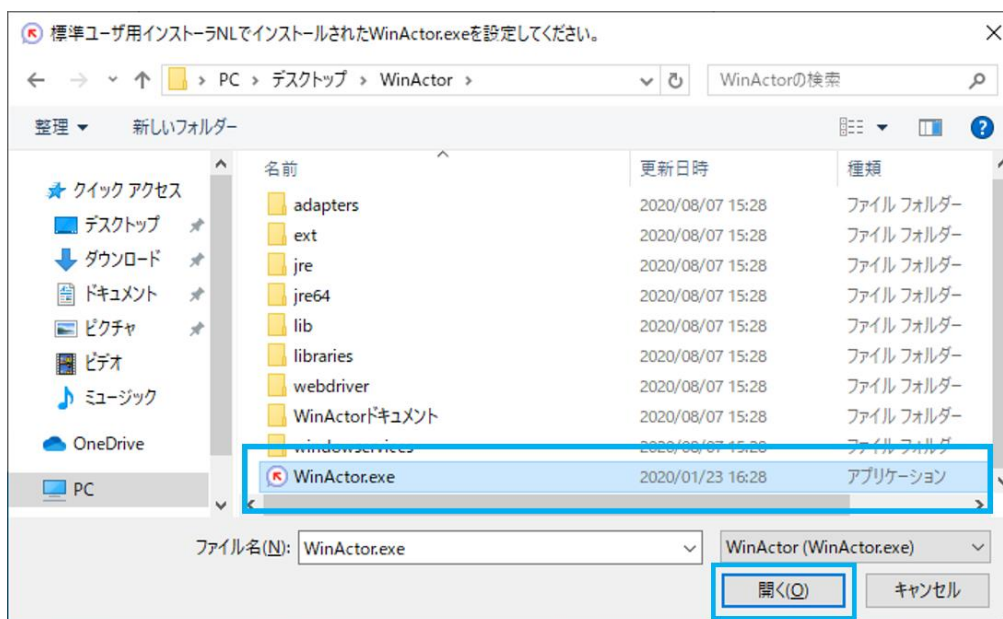 標準ユーザ用インストーラNLでインストールされたWinActor.exeを設定してください。
PC > デスクトップ > WinActor >
WinActorの検索
整理
新しいフォルダー
名前 更新日時 種類
クイック アクセス
デスクトップ
ダウンロード
ドキュメント
ピクチャ
ビデオ
ミュージック
OneDrive
PC
adapters 2020/08/07 15:28 ファイル フォルダー
ext 2020/08/07 15:28 ファイル フォルダー
jre 2020/08/07 15:28 ファイル フォルダー
jre64 2020/08/07 15:28 ファイル フォルダー
lib 2020/08/07 15:28 ファイル フォルダー
libraries 2020/08/07 15:28 ファイル フォルダー
webdriver 2020/08/07 15:28 ファイル フォルダー
WinActorドキュメント 2020/08/07 15:28 ファイル フォルダー
windowservices 2020/08/07 15:28 ファイル フォルダー
WinActor.exe 2020/01/23 16:28 アプリケーション
ファイル名(N): WinActor.exe WinActor (WinActor.exe)
開く(O) キャンセル